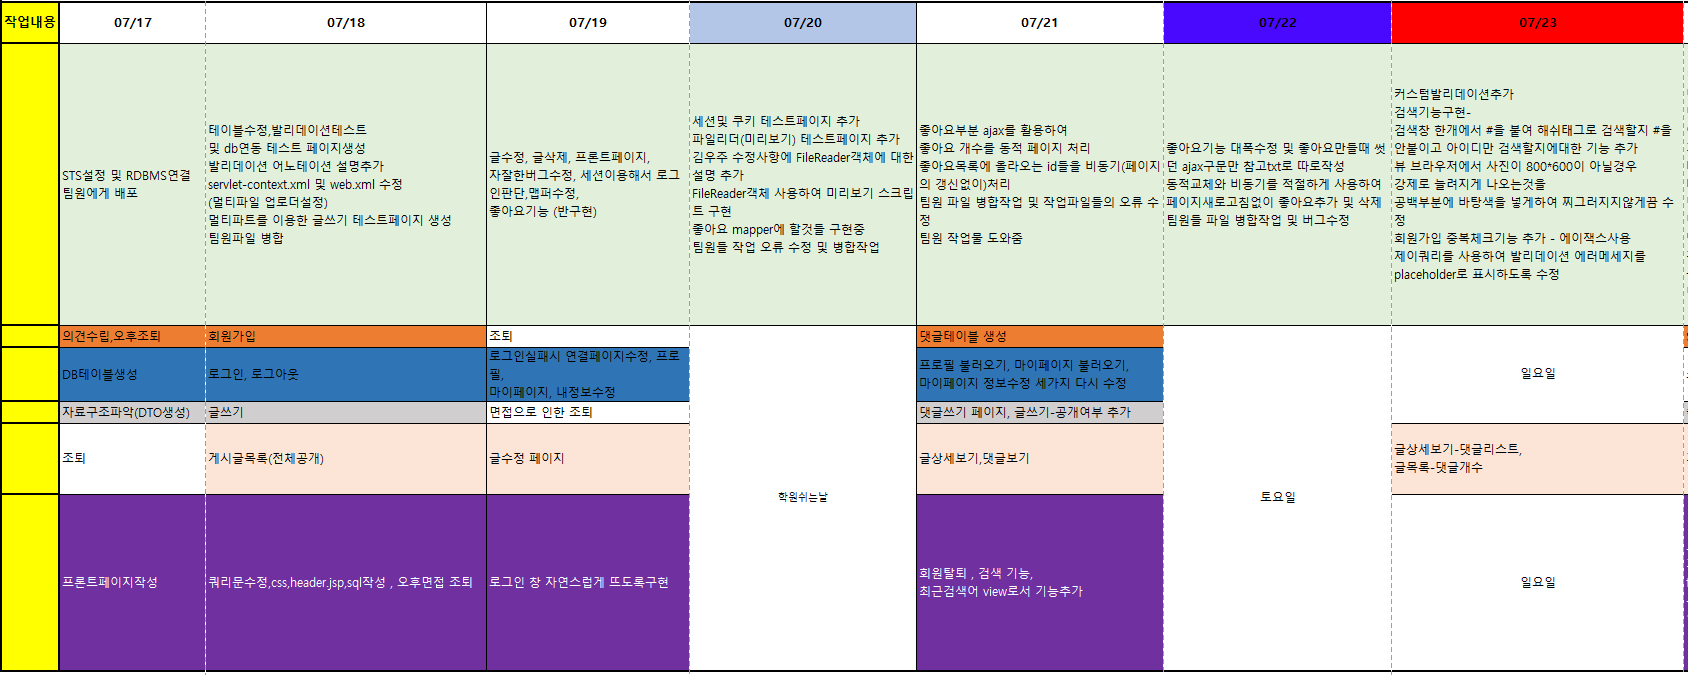 작업내용
07/17
07/18
07/19
07/20
07/21
07/22
07/23
STS설정 및 RDBMS연결
팀원에게 배포
테이블수정,발리데이션테스트
및 db연동 테스트 페이지생성
발리데이션 어노테이션 설명추가
servlet-context.xml 및 web.xml 수정
(멀티파일 업로더설정)
멀티파트를 이용한 글쓰기 테스트페이지 생성
팀원파일 병합
글수정, 글삭제, 프론트페이지,
자잘한버그수정, 세션이용해서 로그
인판단,맵퍼수정,
좋아요기능 (반구현)
세션및 쿠키 테스트페이지 추가
파일리더(미리보기) 테스트페이지 추가
김우주 수정사항에 FileReader객체에 대한
설명 추가
FileReader객체 사용하여 미리보기 스크립
트 구현
좋아요 mapper에 할것을 구현중
팀원들 작업 오류 수정 및 병합작업
좋아요부분 ajax를 활용하여
좋아요 개수를 동적 페이지 처리
좋아요목록에 올라오는 id들을 비동기(페이지
의 갱신없이)처리
팀원 파일 병합작업 및 작업파일들의 오류 수
정
팀원 작업물 도와줌
좋아요기능 대폭수정 및 좋아요만들때 썻
던 ajax구문만 참고txt로 따로작성
동적교체와 비동기를 적절하게 사용하여
페이지새로고침없이 좋아요추가 및 삭제
팀원들 파일 병합작업 및 버그수정
커스텀발리데이션추가
검색기능구현-
검색창 한개에서 #을 붙여 해쉬태그로 검색할지 #을
안붙이고 아이디만 검색할지에대한 기능 추가
뷰 브라우저에서 사진이 800*600이 아닐경우
강제로 늘려지게 나오는것을
공백부분에 바탕색을 넣게하여 찌그러지지않게끔 수
정
회원가입 중복체크기능 추가 - 에이잭스사용
제이쿼리를 사용하여 발리데이션 에러메세지를
placeholder로 표시하도록 수정
의견수립,오후조퇴
회원가입
조퇴
댓글테이블 생성
DB테이블생성
로그인, 로그아웃
로그인실패시 연결페이지수정, 프로
필,
마이페이지, 내정보수정
프로필 불러오기, 마이페이지 불러오기,
마이페이지 정보수정 세가지 다시 수정
일요일
자료구조파악(DTO생성)
글쓰기
면접으로 인한 조퇴
댓글쓰기 페이지, 글쓰기-공개여부 추가
조퇴
게시글목록(전체공개)
글수정 페이지
글상세보기,댓글보기
글상세보기-댓글리스트,
글목록-댓글개수
학원쉬는날
토요일
프론트페이지작성
쿼리문수정,css,header.jsp,sql작성 , 오후면접 조퇴
로그인 창 자연스럽게 뜨도록구현
회원탈퇴 , 검색 기능,
최근검색어 view로서 기능추가
일요일